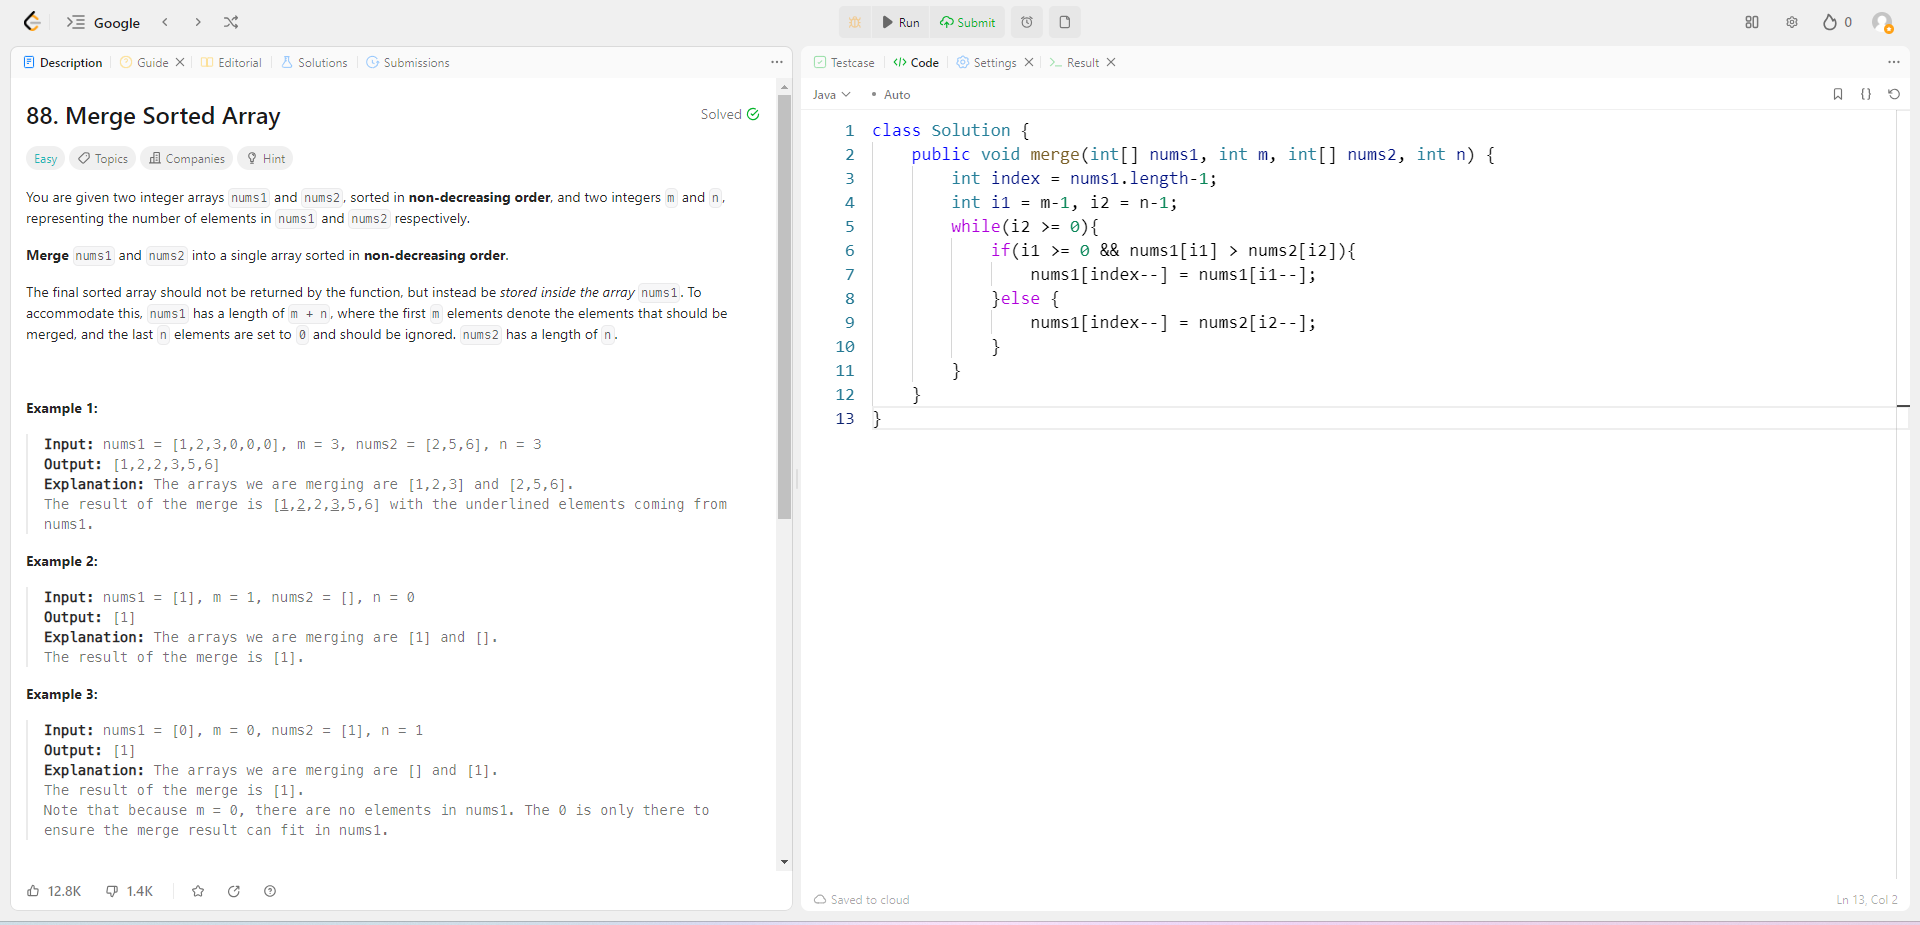 Google
Run
Submit
0
Description
Guide
Editorial
Solutions
Submissions
88. Merge Sorted Array
Solved
Easy
Topics
Companies
Hint
You are given two integer arrays nums1 and nums2, sorted in non-decreasing order, and two integers m and n,
representing the number of elements in nums1 and nums2 respectively.
Merge nums1 and nums2 into a single array sorted in non-decreasing order.
The final sorted array should not be returned by the function, but instead be stored inside the array nums1. To
accommodate this, nums1 has a length of m + n, where the first m elements denote the elements that should be
merged, and the last n elements are set to 0 and should be ignored. nums2 has a length of n.
Example 1:
Input: nums1 = [1,2,3,0,0,0], m = 3, nums2 = [2,5,6], n = 3
Output: [1,2,2,3,5,6]
Explanation: The arrays we are merging are [1,2,3] and [2,5,6].
The result of the merge is [1,2,2,3,5,6] with the underlined elements coming from
nums1.
Example 2:
Input: nums1 = [1], m = 1, nums2 = [], n = 0
Output: [1]
Explanation: The arrays we are merging are [1] and [].
The result of the merge is [1].
Example 3:
Input: nums1 = [0], m = 0, nums2 = [1], n = 1
Output: [1]
Explanation: The arrays we are merging are [] and [1].
The result of the merge is [1].
Note that because m = 0, there are no elements in nums1. The 0 is only there to
ensure the merge result can fit in nums1.
12.8K
1.4K
Testcase
</> Code
Settings
>_ Result
Java
• Auto
{}
1 class Solution {
2 public void merge(int[] nums1, int m, int[] nums2, int n) {
3 int index = nums1.length-1;
4 int i1 = m-1, i2 = n-1;
5 while(i2 >= 0){
6 if(i1 >= 0 && nums1[i1] > nums2[i2]){
7 nums1[index--] = nums1[i1--];
8 }else {
9 nums1[index--] = nums2[i2--];
10 }
11 }
12 }
13 }
Saved to cloud
Ln 13, Col 2